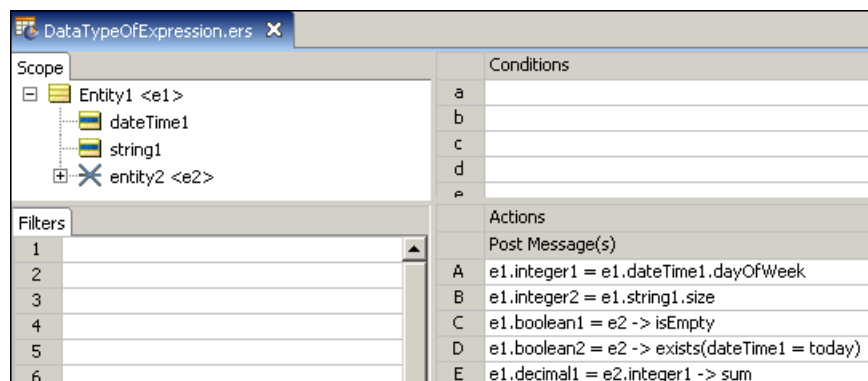 DataTypeOfExpression.ers
Scope
Entity1 <e1>
dateTime1
string1
entity2 <e2>
Conditions
a
b
c
d
e
Filters
1
2
3
4
5
6
Actions
Post Message(s)
A e1.integer1 = e1.dateTime1.dayOfWeek
B e1.integer2 = e1.string1.size
C e1.boolean1 = e2 -> isEmpty
D e1.boolean2 = e2 -> exists(dateTime1 = today)
E e1.decimal1 = e2.integer1 -> sum